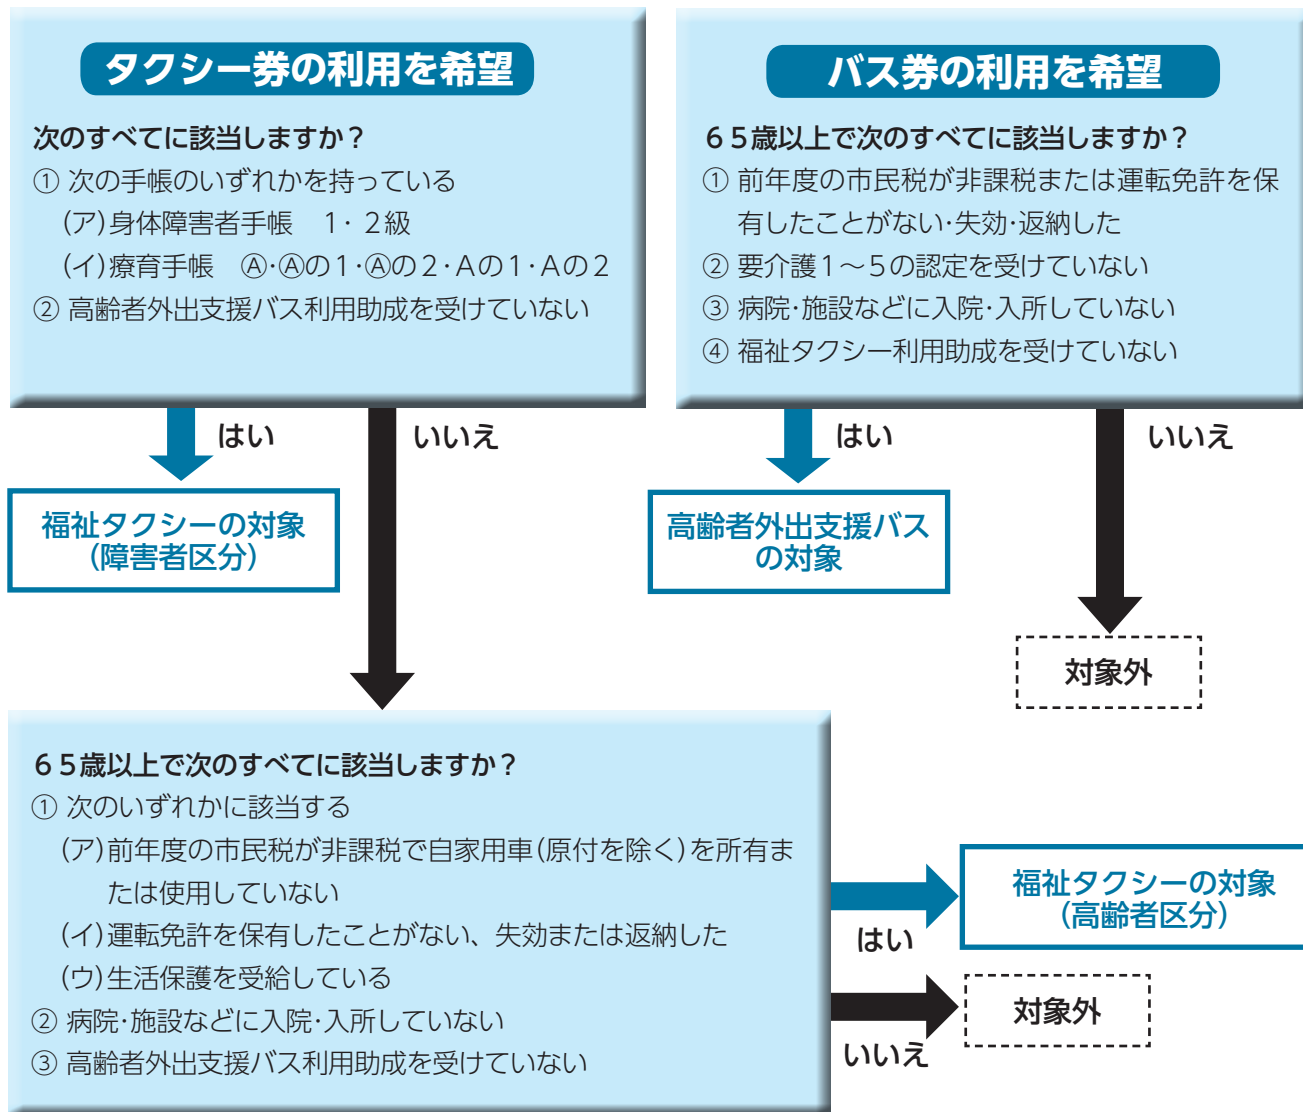 タクシー券の利用を希望
次のすべてに該当しますか？
① 次の手帳のいずれかを持っている
(ア)身体障害者手帳　１・２級
(イ)療育手帳　Ⓐ・Ⓐの１・Ⓐの２・Ａの１・Ａの２
② 高齢者外出支援バス利用助成を受けていない
はい
いいえ
福祉タクシーの対象
（障害者区分）
バス券の利用を希望
６５歳以上で次のすべてに該当しますか？
① 前年度の市民税が非課税または運転免許を保
有したことがない・失効・返納した
② 要介護１～５の認定を受けていない
③ 病院・施設などに入院・入所していない
④ 福祉タクシー利用助成を受けていない
はい
いいえ
高齢者外出支援バス
の対象
対象外
６５歳以上で次のすべてに該当しますか？
① 次のいずれかに該当する
(ア)前年度の市民税が非課税で自家用車（原付を除く）を所有ま
たは使用していない
(イ)運転免許を保有したことがない、失効または返納した
(ウ)生活保護を受給している
② 病院・施設などに入院・入所していない
③ 高齢者外出支援バス利用助成を受けていない
はい
福祉タクシーの対象
（高齢者区分）
いいえ
対象外